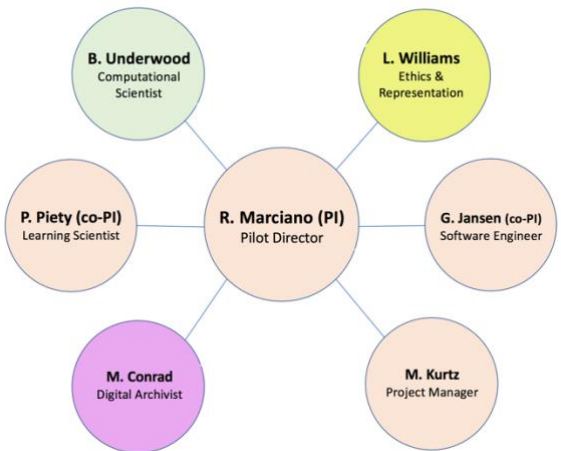 B. Underwood
Computational
Scientist
L. Williams
Ethics &
Representation
P. Piety (co-PI)
Learning Scientist
R. Marciano (PI)
Pilot Director
G. Jansen (co-PI)
Software Engineer
M. Conrad
Digital Archivist
M. Kurtz
Project Manager